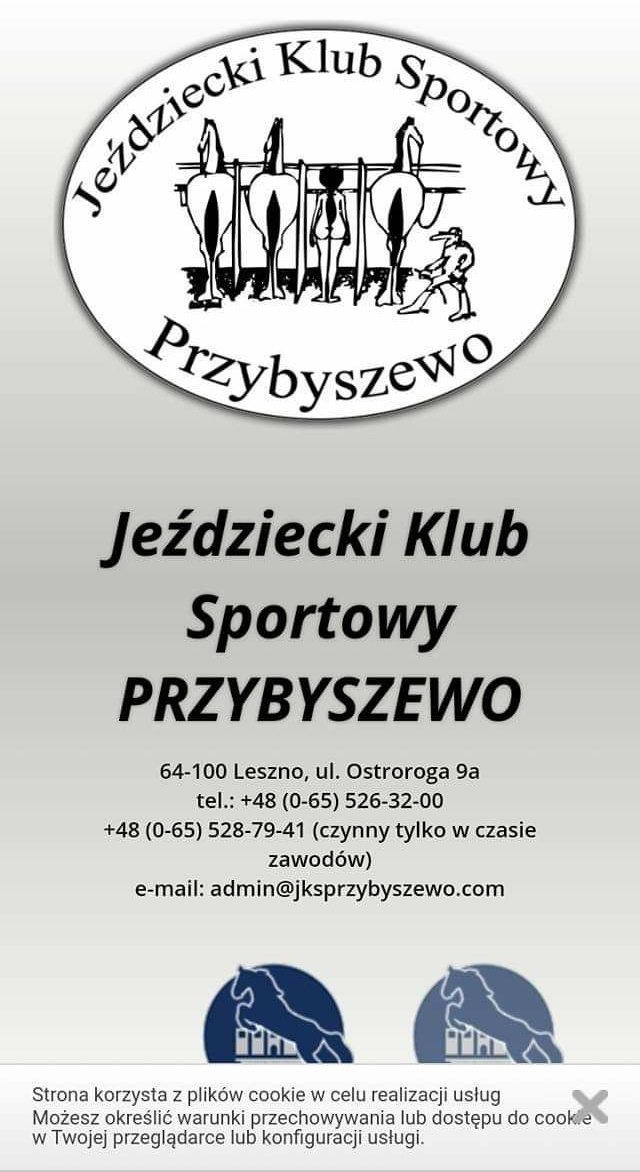 Jeździecki Klub Sportowy
Przybyszewo
Jeździecki Klub
Sportowy
PRZYBYSZEWO
64-100 Leszno, ul. Ostroroga 9a
tel.: +48 (0-65) 526-32-00
+48 (0-65) 528-79-41 (czynny tylko w czasie
zawodów)
e-mail: admin@jksprzybyszewo.com
Strona korzysta z plików cookie w celu realizacji usług
Możesz określić warunki przechowywania lub dostępu do cookie
w Twojej przeglądarce lub konfiguracji usługi.